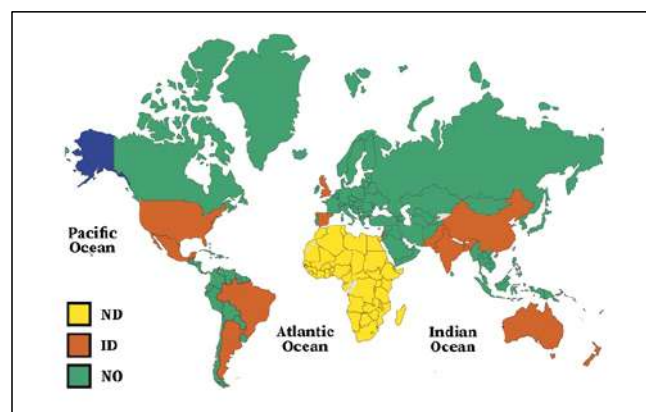 Pacific
Ocean
ND
ID
NO
Atlantic
Ocean
Indian
Ocean